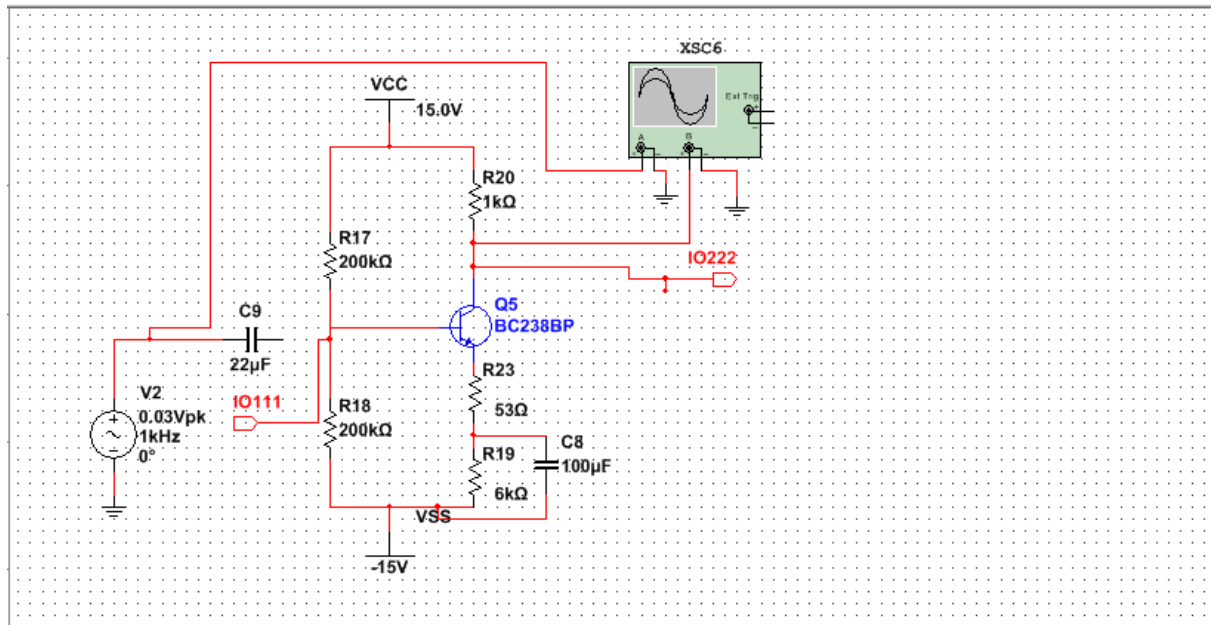 XSC6
VCC
15.0V
Ext Trig
+
-
A
B
+ - + -
R20
1kΩ
R17
200kΩ
IO222
Q5
BC238BP
C9
22µF
R23
53Ω
V2
0.03Vpk
1kHz
0°
IO111
R18
200kΩ
C8
100µF
R19
6kΩ
VSS
-15V